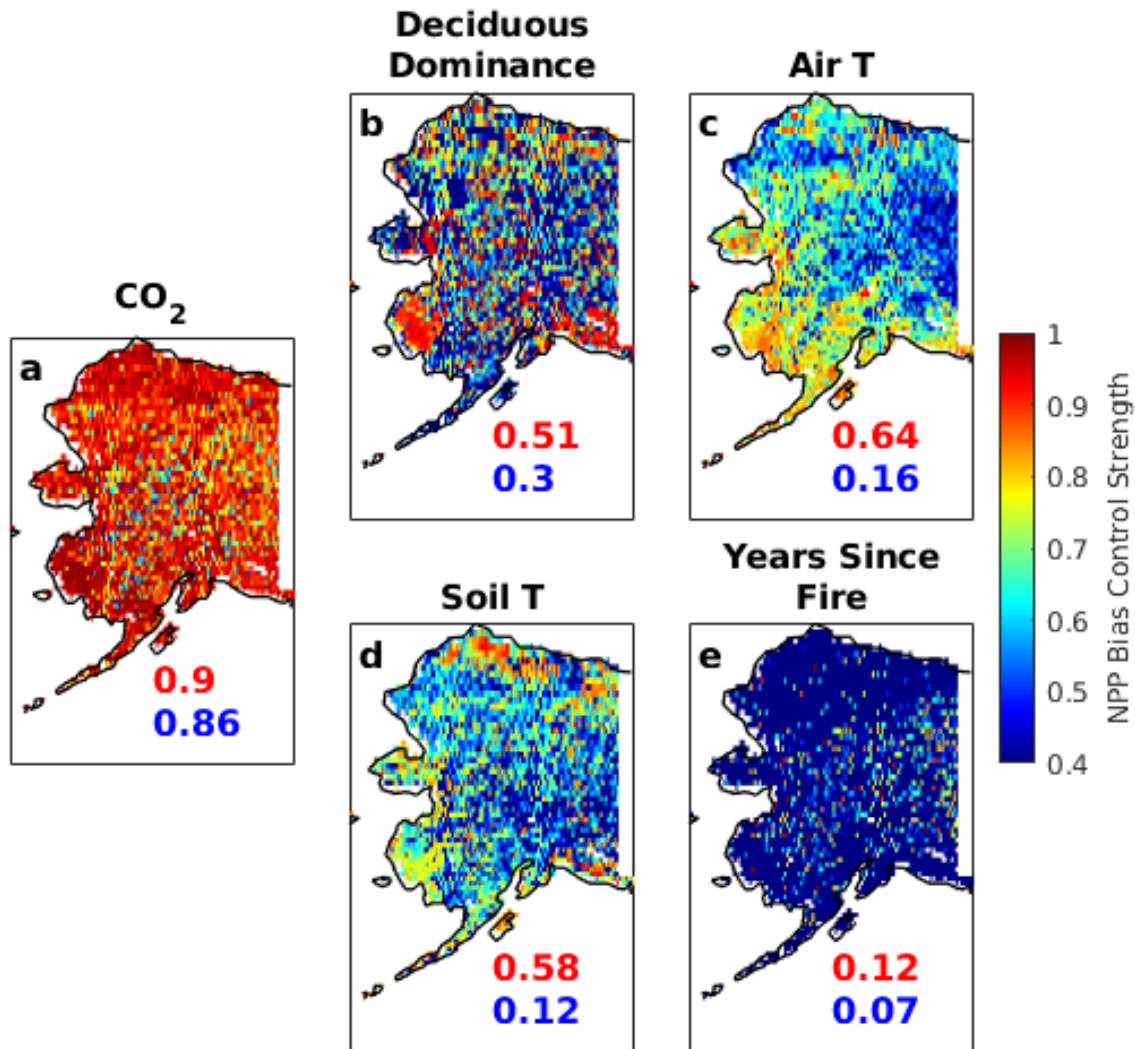 CO2
a
0.9
0.86
Deciduous
Dominance
b
0.51
0.3
Air T
c
0.64
0.16
Soil T
d
0.58
0.12
Years Since
Fire
e
0.12
0.07
1
0.9
0.8
0.7
0.6
0.5
0.4
NPP Bias Control Strength